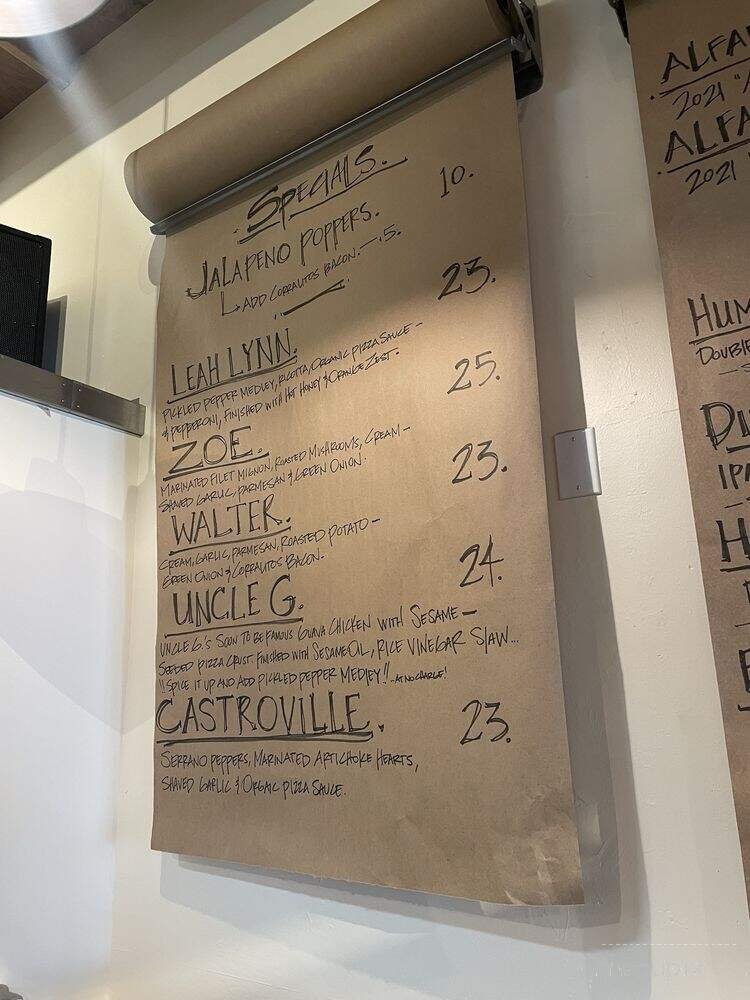 SPECIALS.
JALAPENO POPPERS. 10.
ADD CORRALITOS BACON. — .5.
LEAH LYNN. 23.
PICKLED PEPPER MEDLEY, RICOTTA, ORGANIC PIZZA SAUCE –
& PEPPERONI, FINISHED WITH HOT HONEY & ORANGE ZEST.
ZOE. 25.
MARINATED FILET MIGNON, ROASTED MUSHROOMS, CREAM –
SHAVED GARLIC, PARMESAN & GREEN ONION.
WALTER. 23.
CREAM, GARLIC, PARMESAN, ROASTED POTATO –
GREEN ONION & CORRALITOS BACON.
UNCLE G. 24.
UNCLE G.'S SOON TO BE FAMOUS GUAVA CHICKEN WITH SESAME –
SEEDED PIZZA CRUST FINISHED WITH SESAME OIL, RICE VINEGAR SLAW...
!! SPICE IT UP AND ADD PICKLED PEPPER MEDLEY !! ..AT NO CHARGE!
CASTROVILLE. 23.
SERRANO PEPPERS, MARINATED ARTICHOKE HEARTS,
SHAVED GARLIC & ORGAIC PIZZA SAUCE.
ALFA
2021 "A
ALFA
2021 "
HUM
DOUBLE
IPA